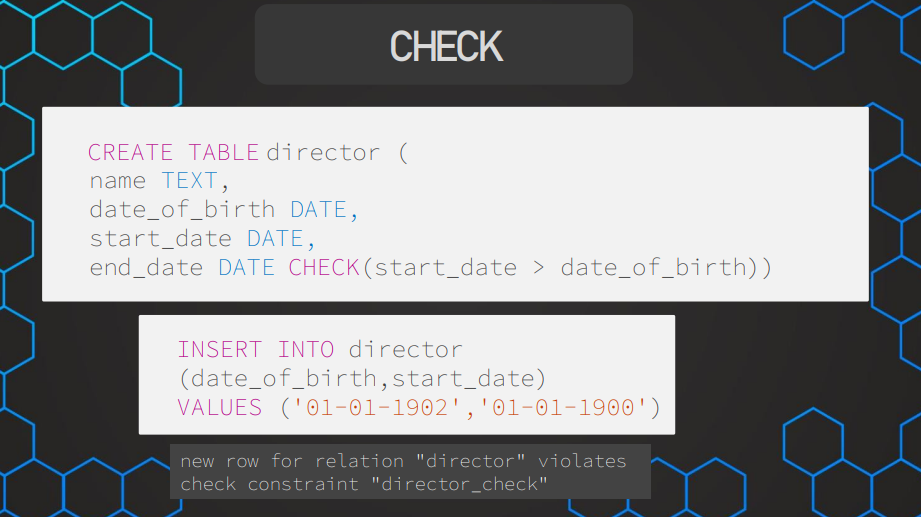 CHECK
CREATE TABLE director (
name TEXT,
date_of_birth DATE,
start_date DATE,
end_date DATE CHECK(start_date > date_of_birth))
INSERT INTO director
(date_of_birth,start_date)
VALUES ('01-01-1902','01-01-1900')
new row for relation "director" violates
check constraint "director_check"